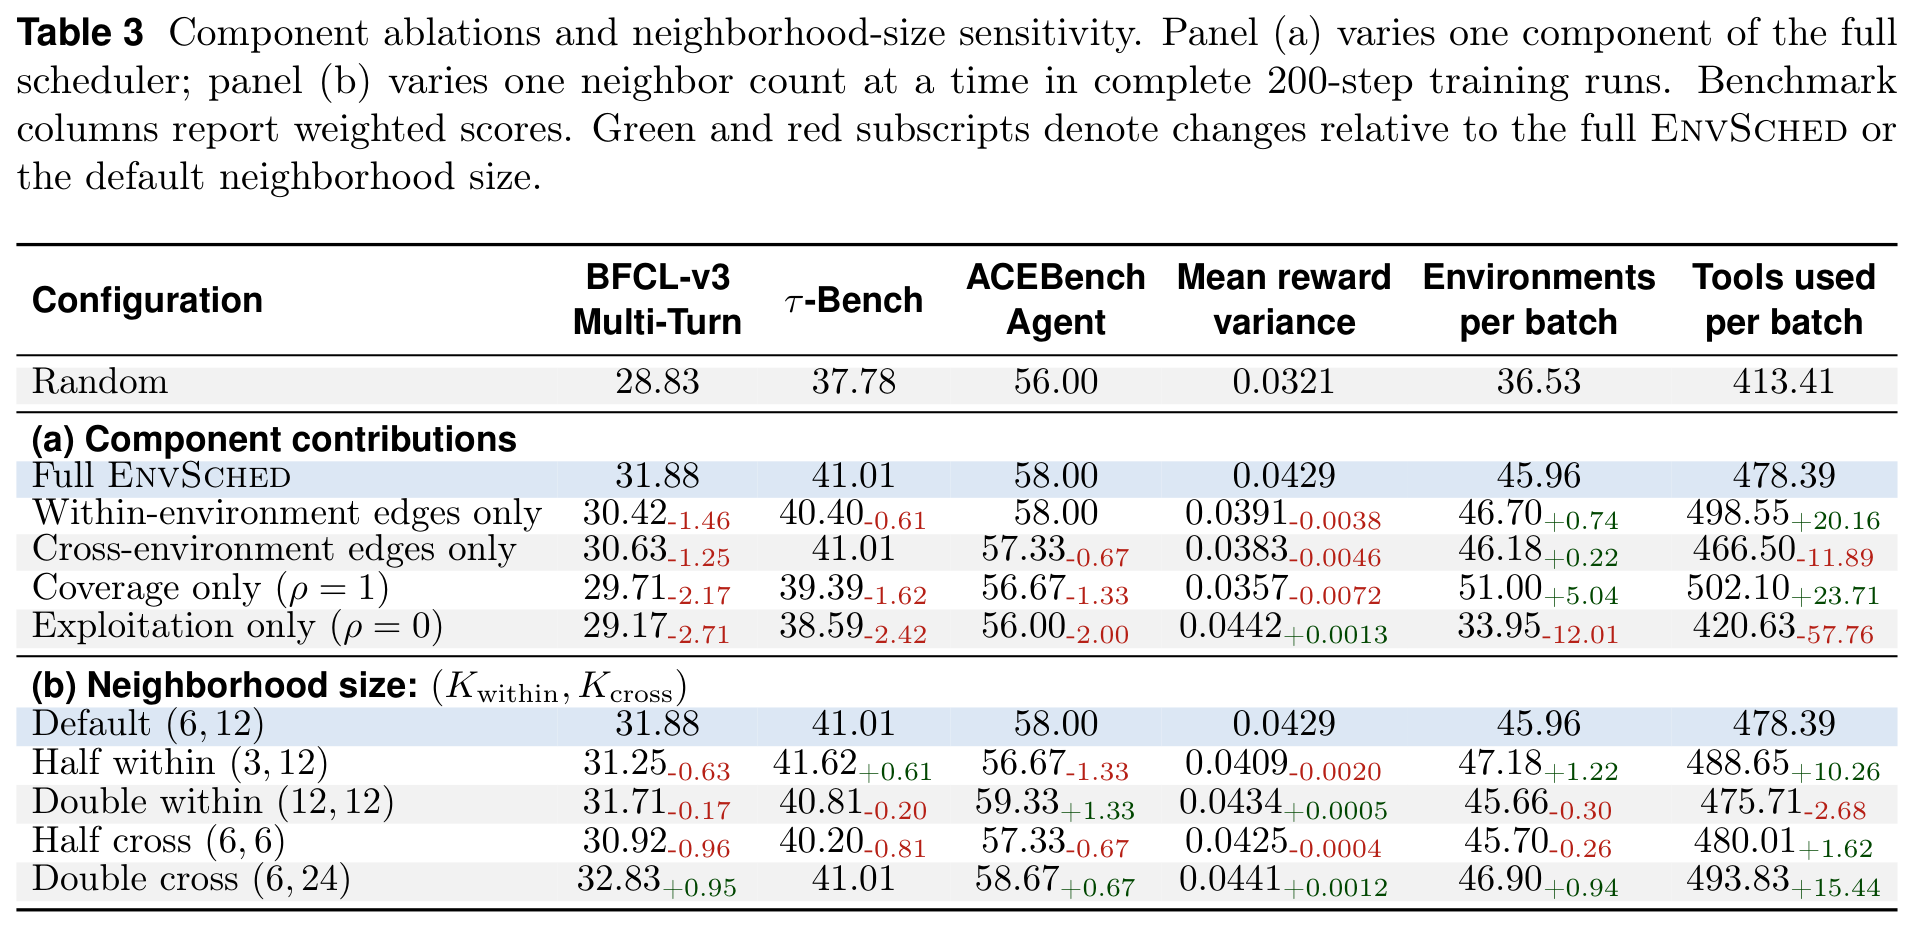 Table 3 Component ablations and neighborhood-size sensitivity. Panel (a) varies one component of the full
scheduler; panel (b) varies one neighbor count at a time in complete 200-step training runs. Benchmark
columns report weighted scores. Green and red subscripts denote changes relative to the full ENVSCHED or
the default neighborhood size.
Configuration BFCL-v3 Multi-Turn τ-Bench ACEBench Agent Mean reward variance Environments per batch Tools used per batch
Random 28.83 37.78 56.00 0.0321 36.53 413.41
(a) Component contributions
Full ENVSCHED 31.88 41.01 58.00 0.0429 45.96 478.39
Within-environment edges only 30.42-1.46 40.40-0.61 58.00 0.0391-0.0038 46.70+0.74 498.55+20.16
Cross-environment edges only 30.63-1.25 41.01 57.33-0.67 0.0383-0.0046 46.18+0.22 466.50-11.89
Coverage only (ρ = 1) 29.71-2.17 39.39-1.62 56.67-1.33 0.0357-0.0072 51.00+5.04 502.10+23.71
Exploitation only (ρ = 0) 29.17-2.71 38.59-2.42 56.00-2.00 0.0442+0.0013 33.95-12.01 420.63-57.76
(b) Neighborhood size: (Kwithin, Kcross)
Default (6, 12) 31.88 41.01 58.00 0.0429 45.96 478.39
Half within (3, 12) 31.25-0.63 41.62+0.61 56.67-1.33 0.0409-0.0020 47.18+1.22 488.65+10.26
Double within (12, 12) 31.71-0.17 40.81-0.20 59.33+1.33 0.0434+0.0005 45.66-0.30 475.71-2.68
Half cross (6, 6) 30.92-0.96 40.20-0.81 57.33-0.67 0.0425-0.0004 45.70-0.26 480.01+1.62
Double cross (6, 24) 32.83+0.95 41.01 58.67+0.67 0.0441+0.0012 46.90+0.94 493.83+15.44